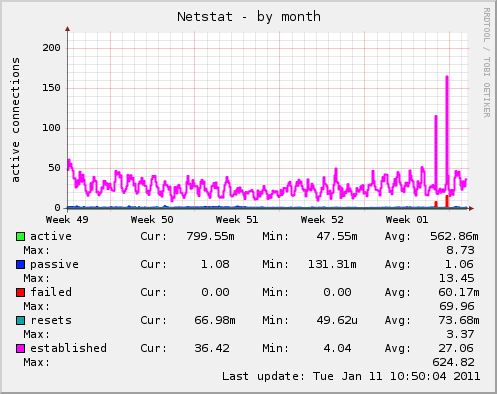 Netstat - by month
RRDTOOL / TOBI OETIKER
active connections
200
150
100
50
0
Week 49 Week 50 Week 51 Week 52 Week 01
active Cur: 799.55m Min: 47.55m Avg: 562.86m
Max: 8.73
passive Cur: 1.08 Min: 131.31m Avg: 1.06
Max: 13.45
failed Cur: 0.00 Min: 0.00 Avg: 60.17m
Max: 69.96
resets Cur: 66.98m Min: 49.62u Avg: 73.68m
Max: 3.37
established Cur: 36.42 Min: 4.04 Avg: 27.06
Max: 624.82
Last update: Tue Jan 11 10:50:04 2011